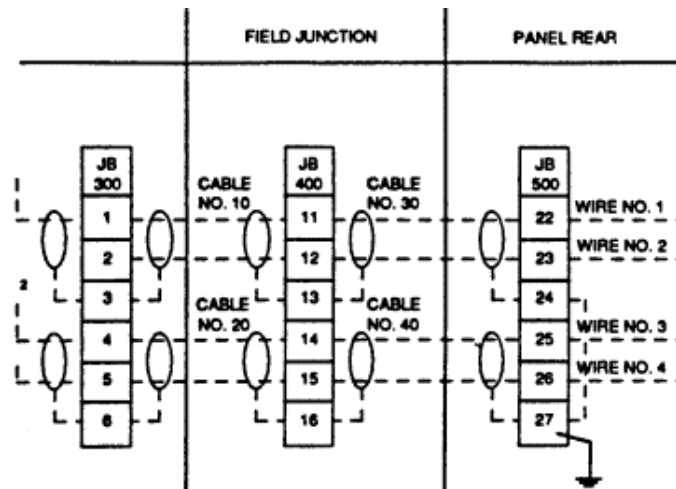 FIELD JUNCTION
PANEL REAR
JB
300
1
2
3
4
5
6
CABLE
NO. 10
CABLE
NO. 20
JB
400
11
12
13
14
15
16
CABLE
NO. 30
CABLE
NO. 40
JB
500
22
23
24
25
26
27
WIRE NO. 1
WIRE NO. 2
WIRE NO. 3
WIRE NO. 4
2